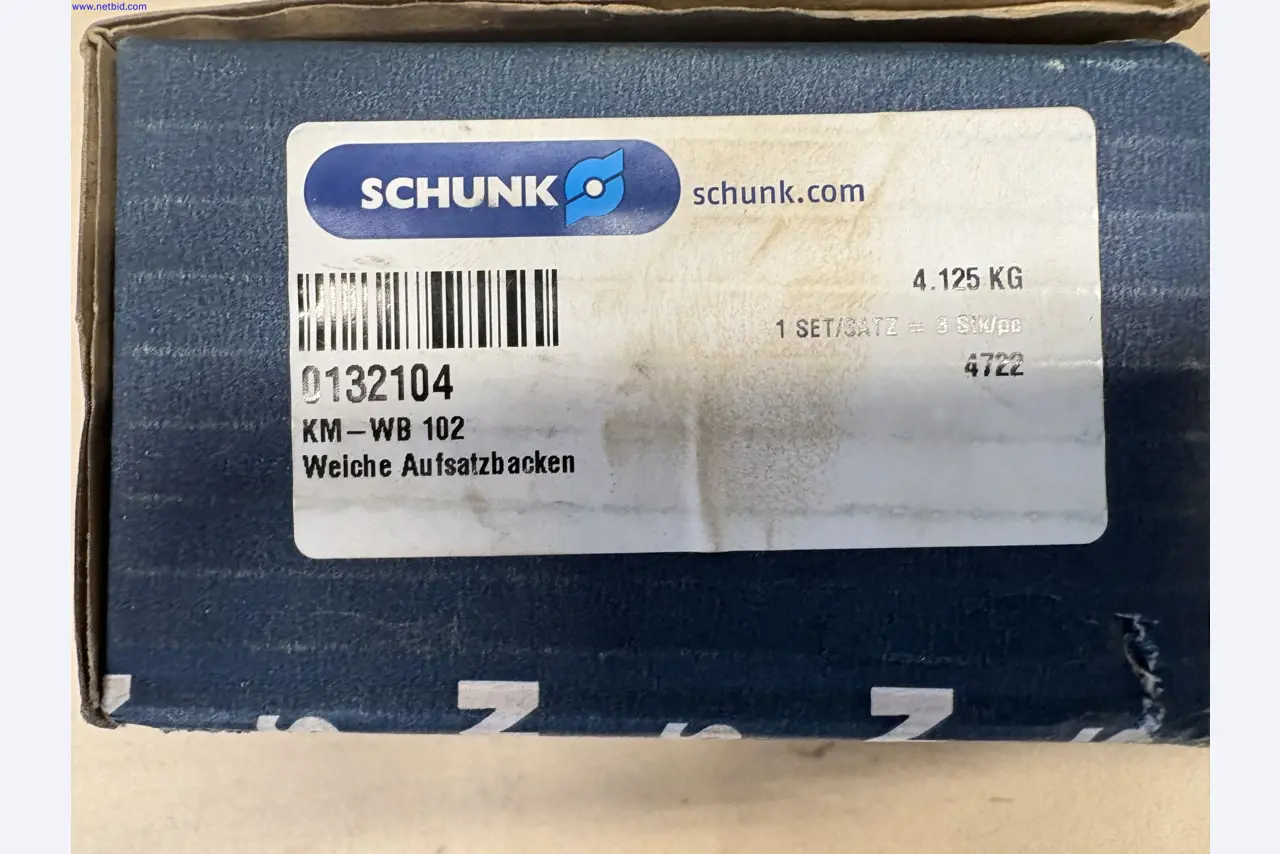 www.netbid.com
SCHUNK
schunk.com
4.125 KG
1 SET/SATZ = 3 Stk/pc
4722
0132104
KM-WB 102
Weiche Aufsatzbacken